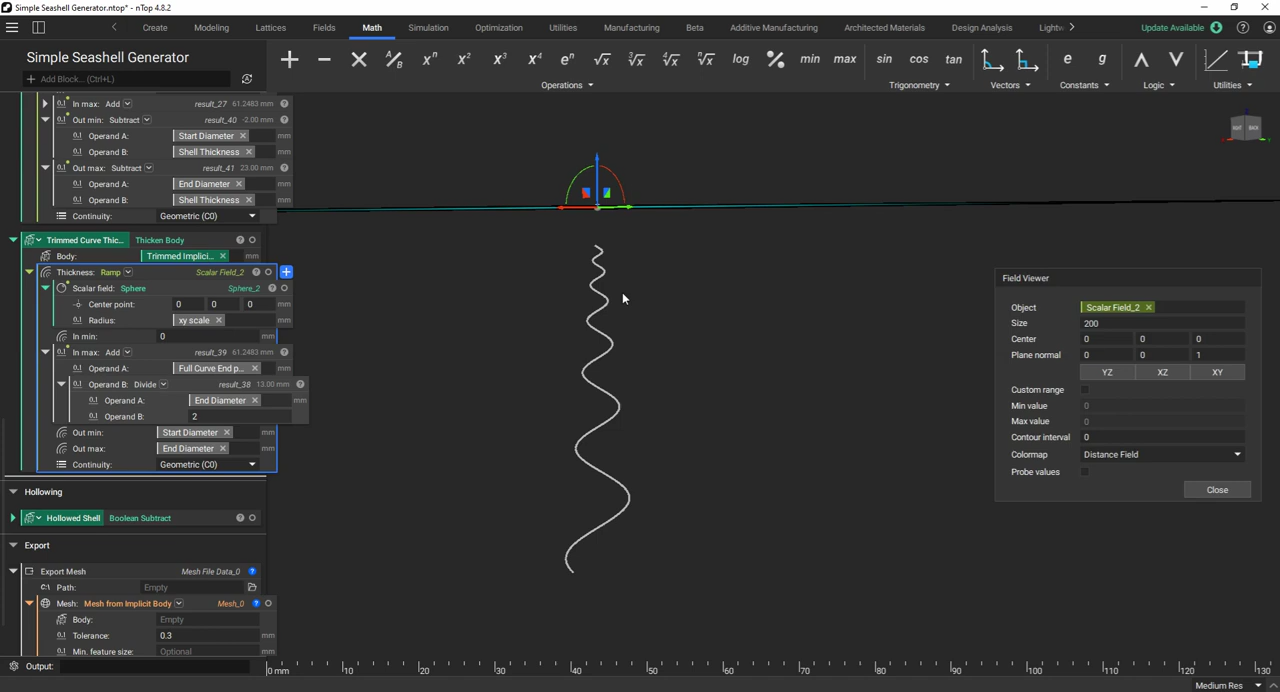 Simple Seashell Generator.ntop* - nTop 4.8.2
Create Modeling Lattices Fields Math Simulation Optimization Utilities Manufacturing Beta Additive Manufacturing Architected Materials Design Analysis Lightw
Update Available
Simple Seashell Generator
Add Block... (Ctrl+L)
A/B xⁿ x² x³ x⁴ eⁿ √x ∛x ∜x ⁿ√x log % min max sin cos tan e g
Operations Trigonometry Vectors Constants Logic Utilities
In max: Add result_27 61.2483 mm
Out min: Subtract result_40 -2.00 mm
Operand A: Start Diameter mm
Operand B: Shell Thickness mm
Out max: Subtract result_41 23.00 mm
Operand A: End Diameter mm
Operand B: Shell Thickness mm
Continuity: Geometric (C0)
Trimmed Curve Thic... Thicken Body
Body: Trimmed Implici... mm
Thickness: Ramp Scalar Field_2
Scalar field: Sphere Sphere_2
Center point: 0 0 0 mm
Radius: xy scale mm
In min: 0 mm
In max: Add result_39 61.2483 mm
Operand A: Full Curve End p... mm
Operand B: Divide result_38 13.00 mm
Operand A: End Diameter mm
Operand B: 2
Out min: Start Diameter mm
Out max: End Diameter mm
Continuity: Geometric (C0)
Hollowing
Hollowed Shell Boolean Subtract
Export
Export Mesh Mesh File Data_0
C:\ Path: Empty
Mesh: Mesh from Implicit Body Mesh_0
Body: Empty
Tolerance: 0.3 mm
Min. feature size: Optional mm
Output:
RIGHT BACK
Field Viewer
Object Scalar Field_2
Size 200
Center 0 0 0
Plane normal 0 0 1
YZ XZ XY
Custom range
Min value 0
Max value 0
Contour interval 0
Colormap Distance Field
Probe values
Close
0 mm 10 20 30 40 50 60 70 80 90 100 110 120 130
Medium Res